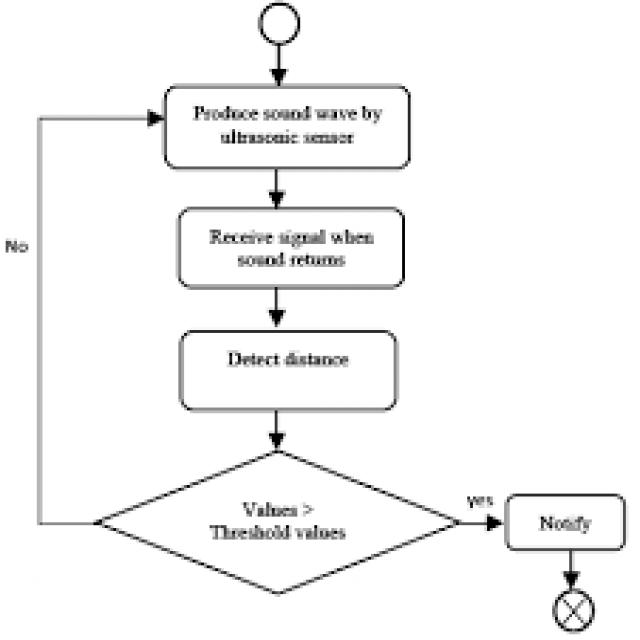 Produce sound wave by
ultrasonic sensor
Receive signal when
sound returns
No
Detect distance
Values >
Threshold values
yes
Notify